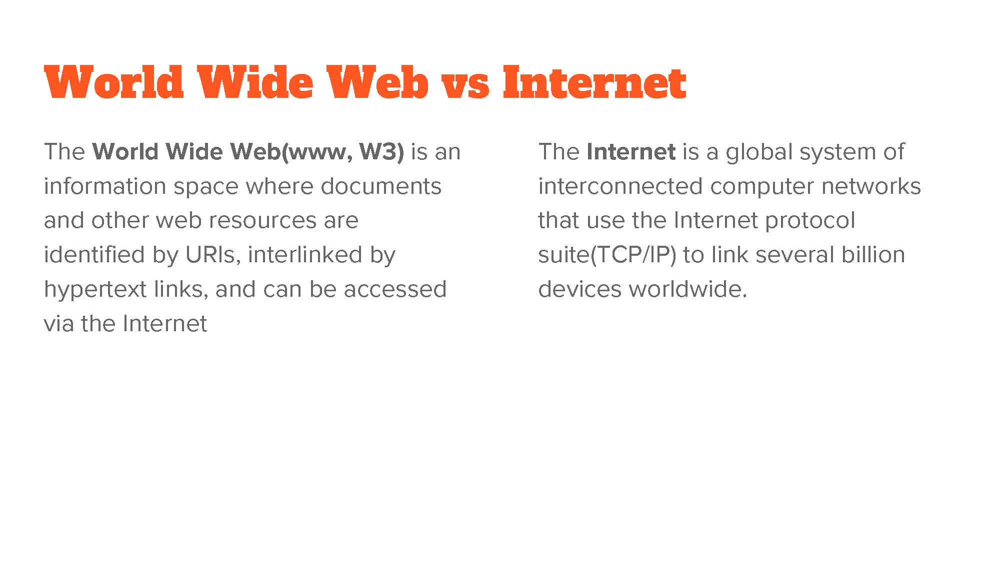 World Wide Web vs Internet
The World Wide Web(www, W3) is an
information space where documents
and other web resources are
identified by URIs, interlinked by
hypertext links, and can be accessed
via the Internet
The Internet is a global system of
interconnected computer networks
that use the Internet protocol
suite(TCP/IP) to link several billion
devices worldwide.